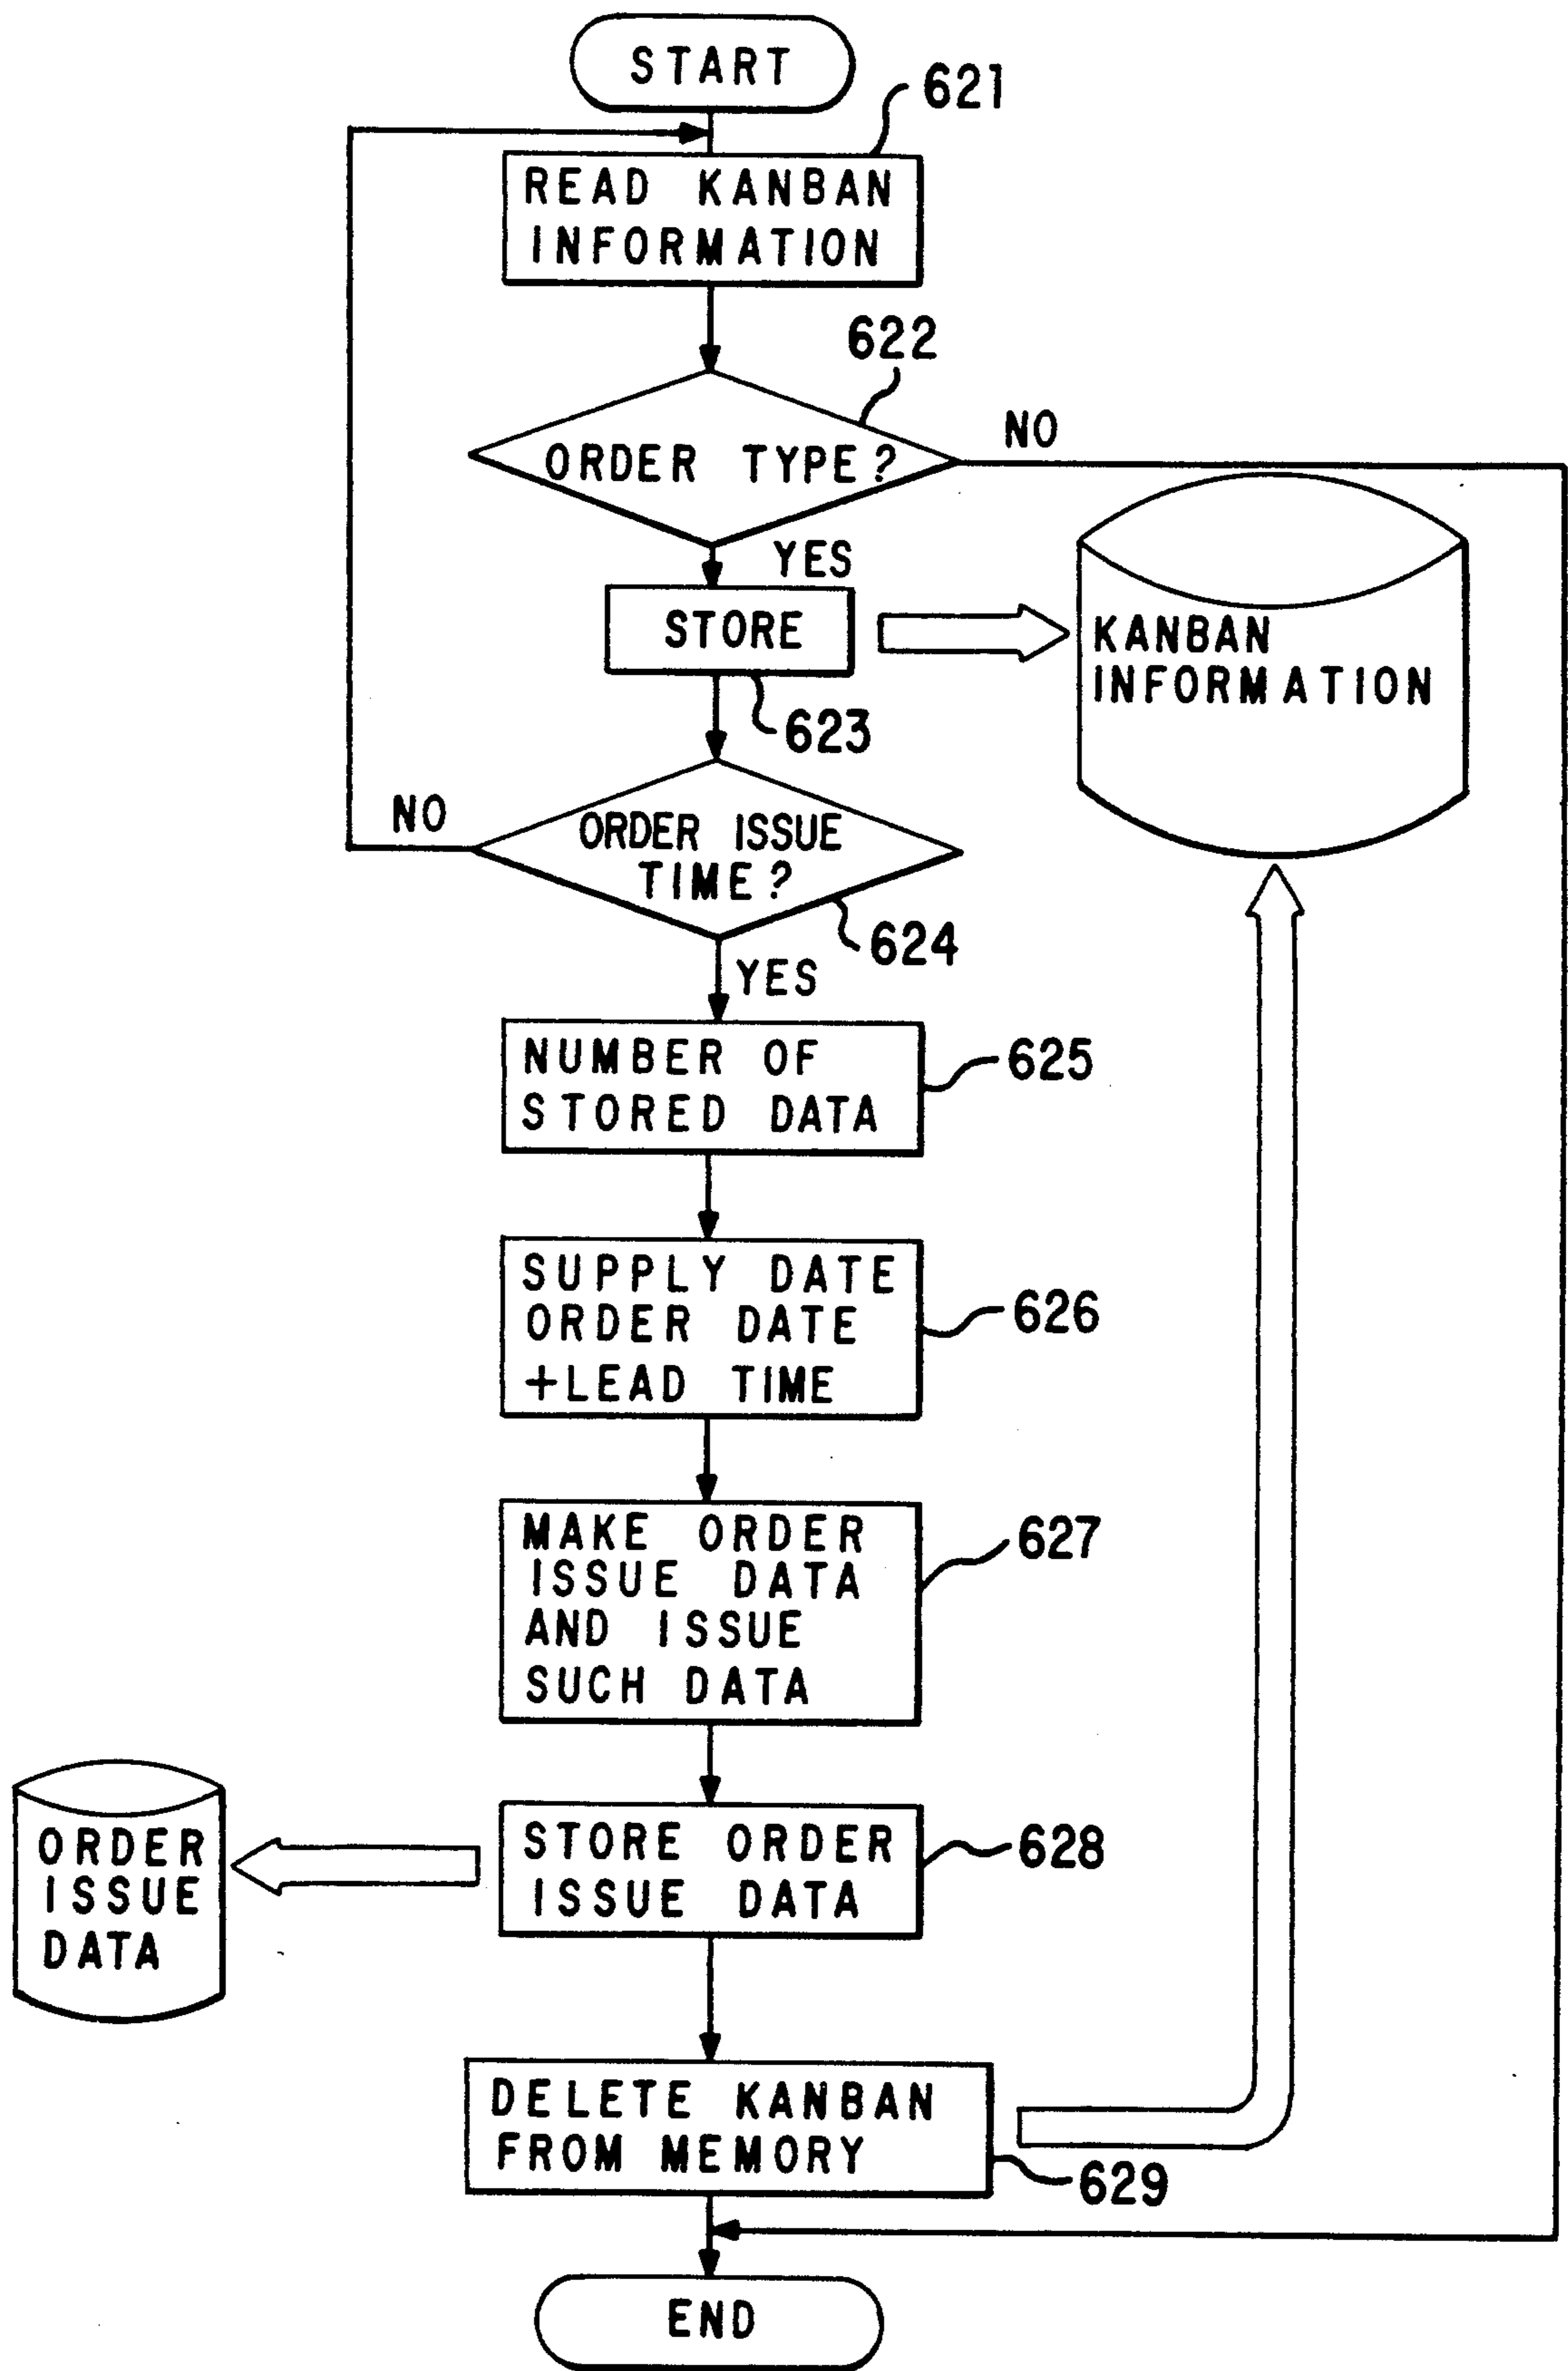 START
621
READ KANBAN
INFORMATION
622
ORDER TYPE?
NO
YES
STORE
KANBAN
INFORMATION
623
NO
ORDER ISSUE
TIME?
624
YES
NUMBER OF
STORED DATA
625
SUPPLY DATE
ORDER DATE
+LEAD TIME
626
MAKE ORDER
ISSUE DATA
AND ISSUE
SUCH DATA
627
ORDER
ISSUE
DATA
STORE ORDER
ISSUE DATA
628
DELETE KANBAN
FROM MEMORY
629
END